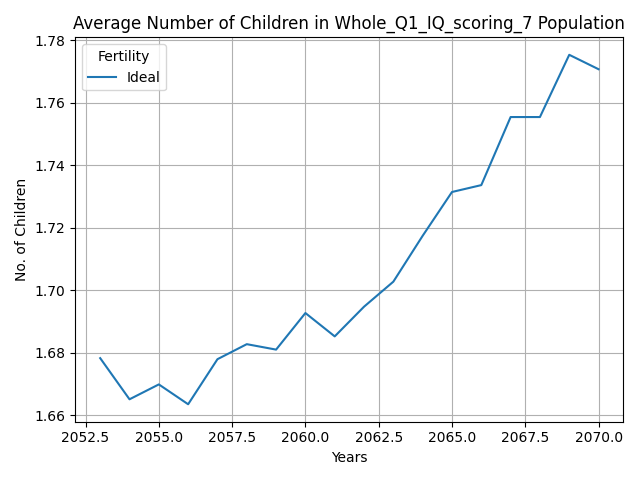 Average Number of Children in Whole_Q1_IQ_scoring_7 Population
Fertility
Ideal
No. of Children
1.78
1.76
1.74
1.72
1.70
1.68
1.66
2052.5 2055.0 2057.5 2060.0 2062.5 2065.0 2067.5 2070.0
Years